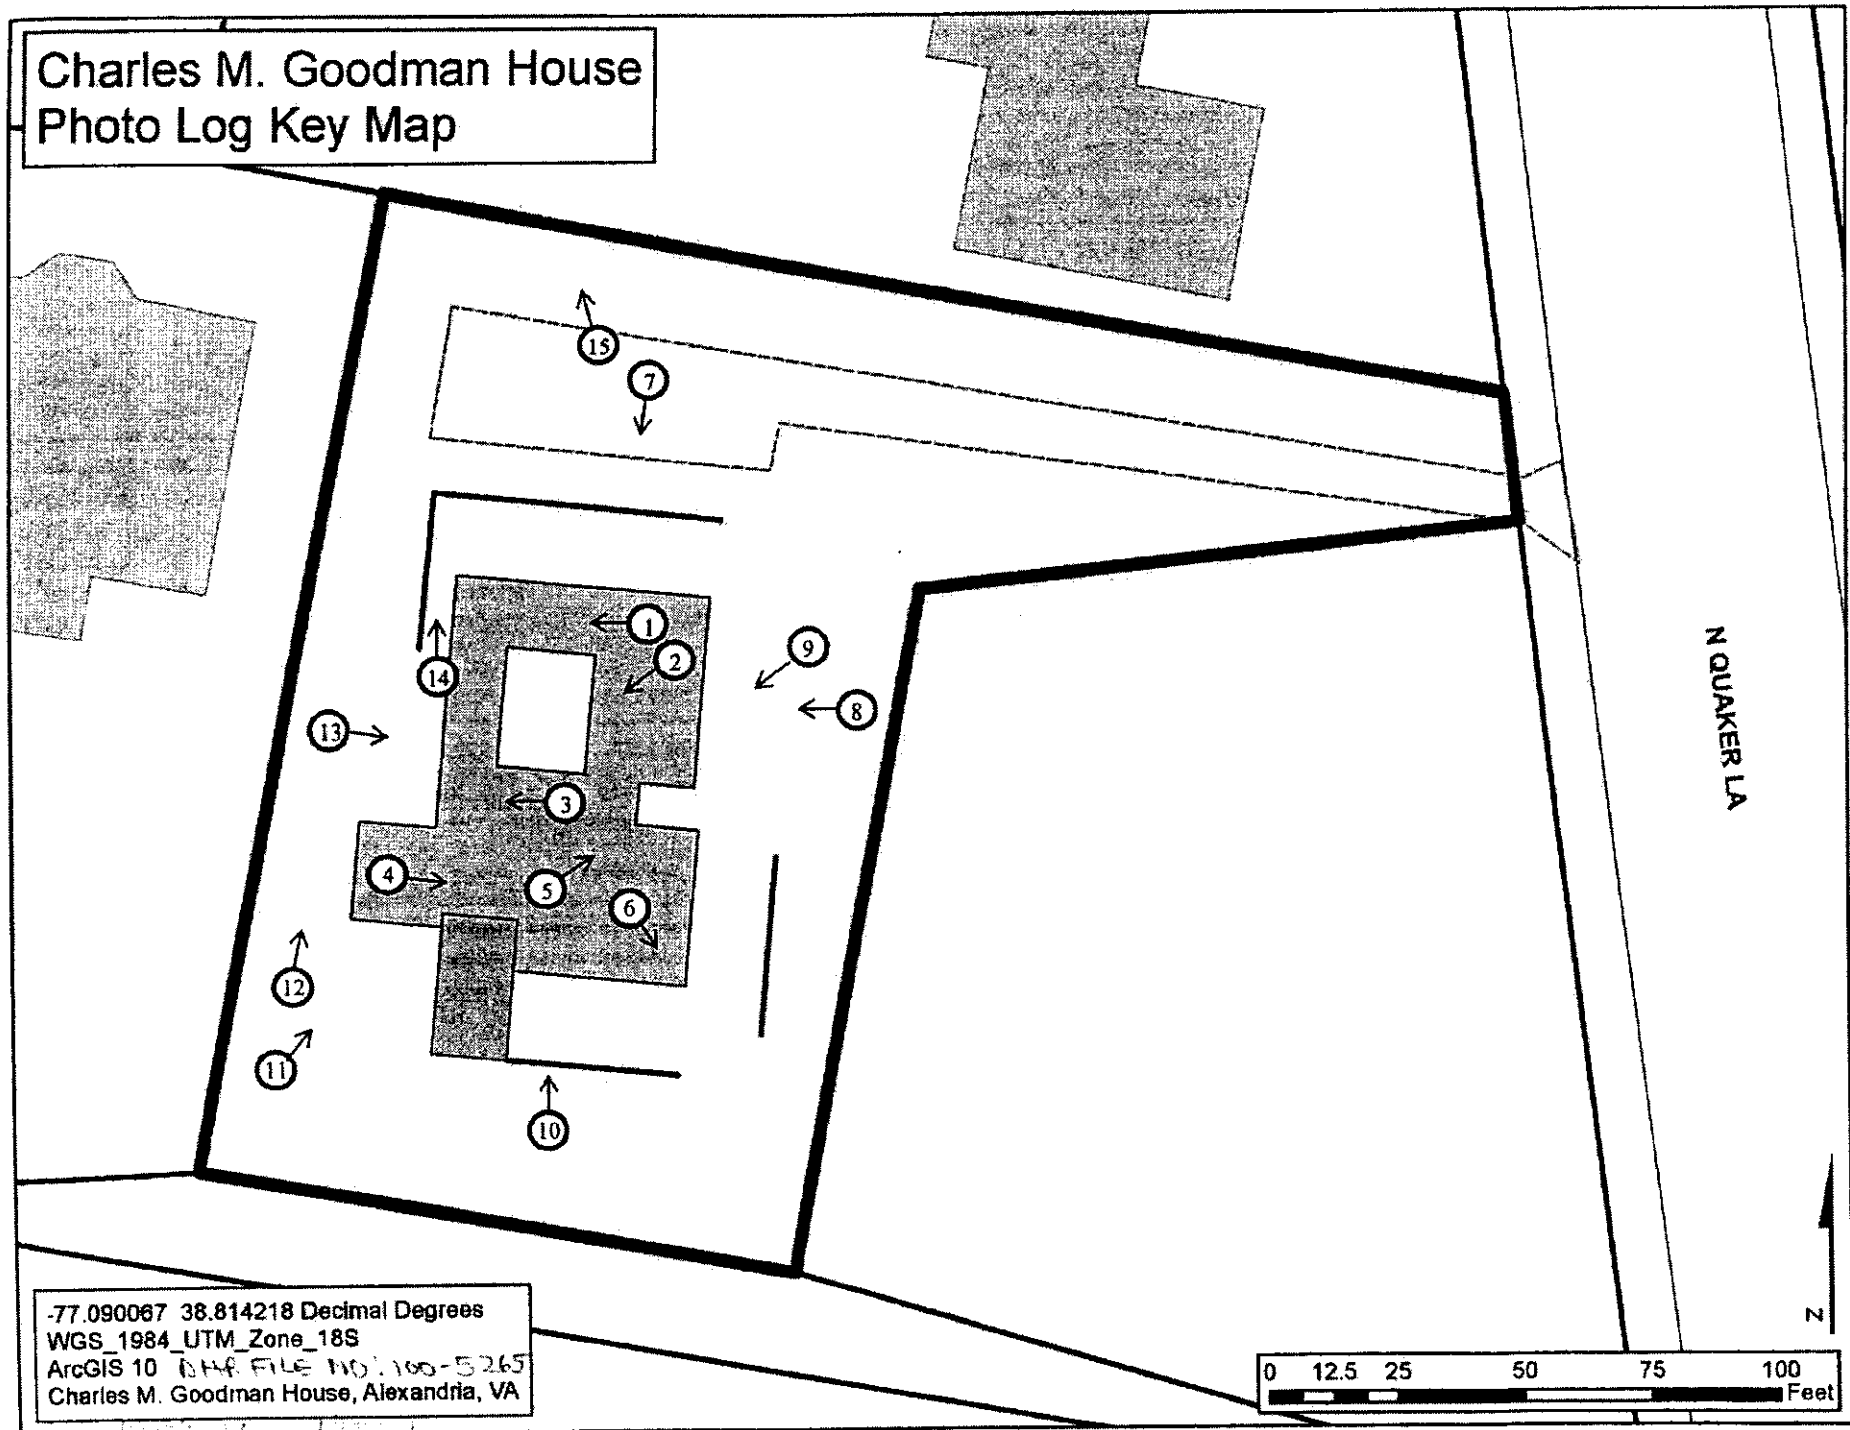 Charles M. Goodman House
Photo Log Key Map
15
7
1
2
9
14
8
13
3
4
5
6
12
11
10
N QUAKER LA
N
-77.090067 38.814218 Decimal Degrees
WGS_1984_UTM_Zone_18S
ArcGIS 10 DHR FILE NO: 100-5265
Charles M. Goodman House, Alexandria, VA
0 12.5 25 50 75 100
Feet